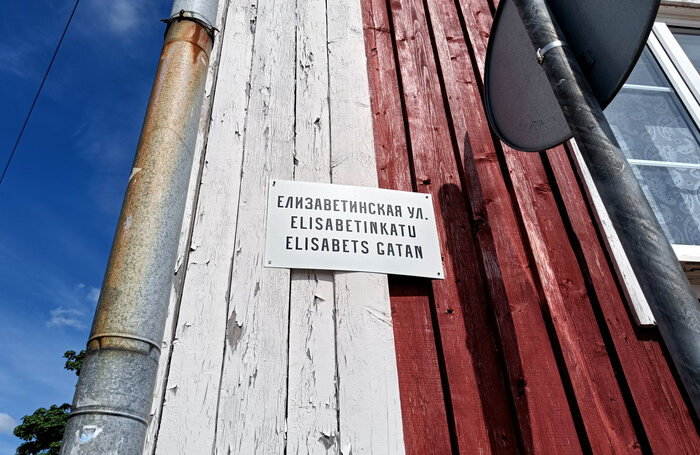 ЕЛИЗАВЕТИНСКАЯ УЛ.
ELISABETINKATU
ELISABETS GATAN